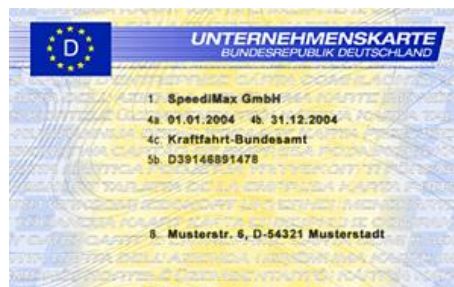 D
UNTERNEHMENSKARTE
BUNDESREPUBLIK DEUTSCHLAND
1. SpeediMax GmbH
4a. 01.01.2004 4b. 31.12.2004
4c. Kraftfahrt-Bundesamt
5b. D39146891478
8. Musterstr. 6, D-54321 Musterstadt